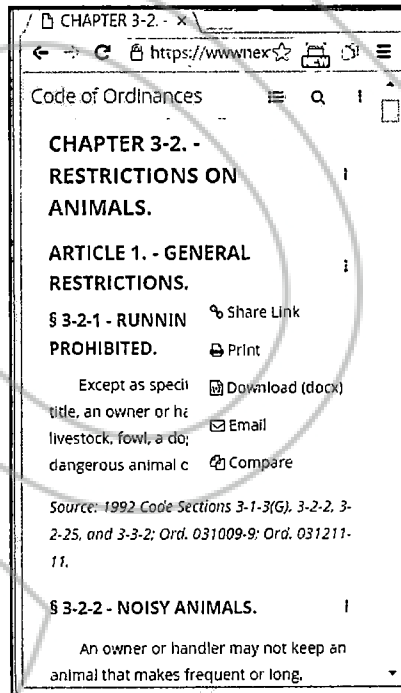 CHAPTER 3-2. - ×
https://wwwnex
Code of Ordinances
CHAPTER 3-2. -
RESTRICTIONS ON
ANIMALS.
ARTICLE 1. - GENERAL
RESTRICTIONS.
§ 3-2-1 - RUNNIN
PROHIBITED.
Share Link
Print
Download (docx)
Email
Compare
Except as specif
title, an owner or ha
livestock, fowl, a do
dangerous animal o
Source: 1992 Code Sections 3-1-3(G), 3-2-2, 3-
2-25, and 3-3-2; Ord. 031009-9; Ord. 031211-
11.
§ 3-2-2 - NOISY ANIMALS.
An owner or handler may not keep an
animal that makes frequent or long,